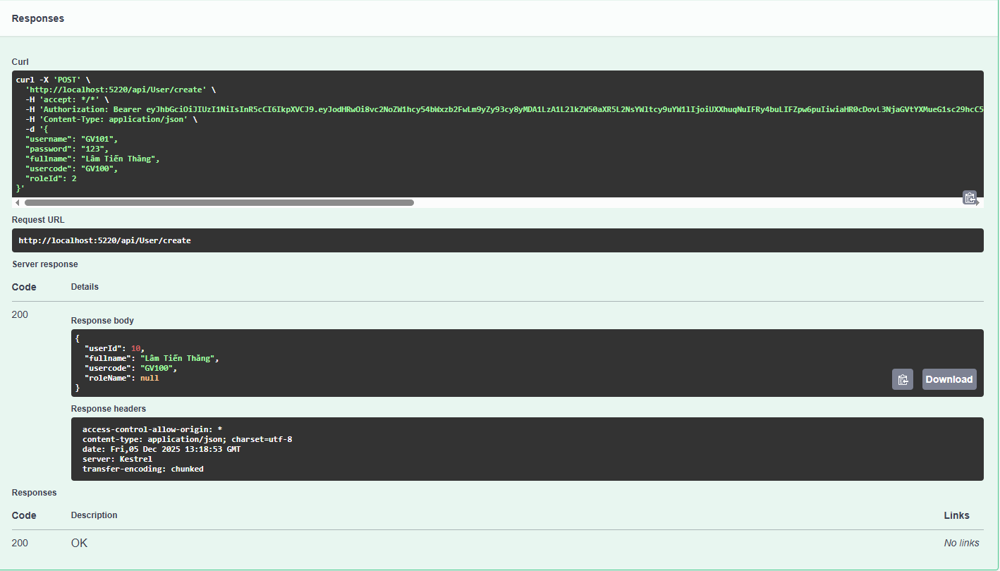 Responses
Curl
curl -X 'POST' \
'http://localhost:5220/api/User/create' \
-H 'accept: */*' \
-H 'Authorization: Bearer
-H 'Content-Type: application/json' \
-d '{
"username": "GV101",
"password": "123",
"fullname": "Lâm Tiến Thăng",
"usercode": "GV100",
"roleId": 2
}'
Request URL
http://localhost:5220/api/User/create
Server response
Code Details
200
Response body
{
"userId": 10,
"fullname": "Lâm Tiến Thăng",
"usercode": "GV100",
"roleName": null
}
Download
Response headers
access-control-allow-origin: *
content-type: application/json; charset=utf-8
date: Fri,05 Dec 2025 13:18:53 GMT
server: Kestrel
transfer-encoding: chunked
Responses
Code Description Links
200 OK No links